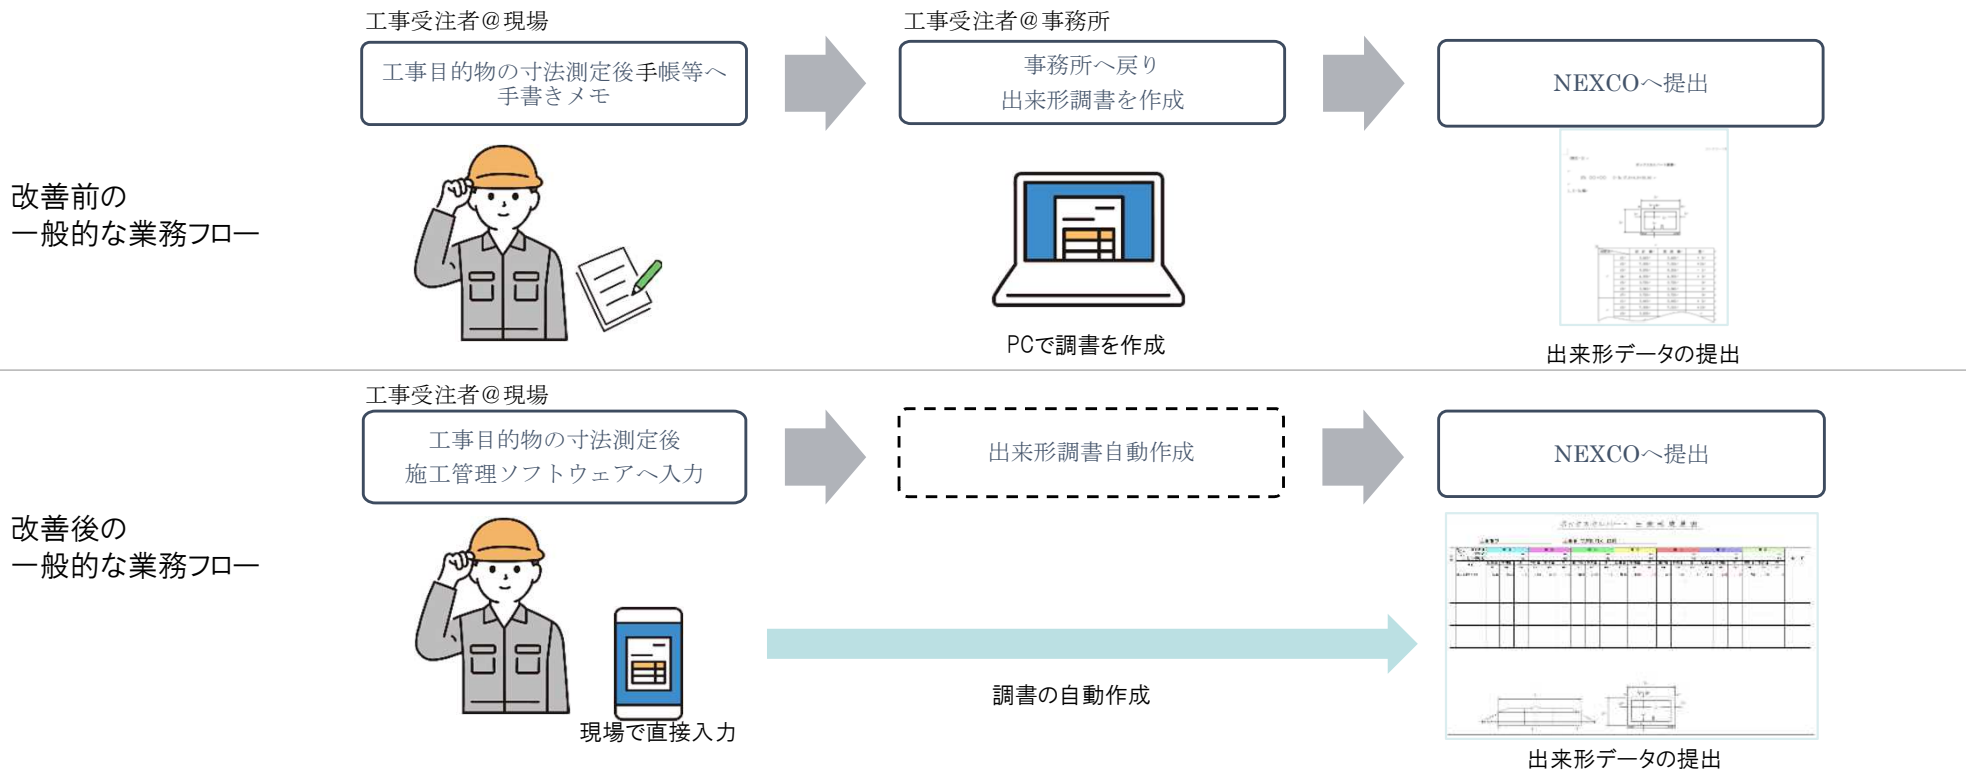 工事受注者＠現場
工事目的物の寸法測定後手帳等へ
手書きメモ
工事受注者＠事務所
事務所へ戻り
出来形調書を作成
NEXCOへ提出
改善前の
一般的な業務フロー
PCで調書を作成
出来形データの提出
工事受注者＠現場
工事目的物の寸法測定後
施工管理ソフトウェアへ入力
出来形調書自動作成
NEXCOへ提出
改善後の
一般的な業務フロー
現場で直接入力
調書の自動作成
出来形データの提出